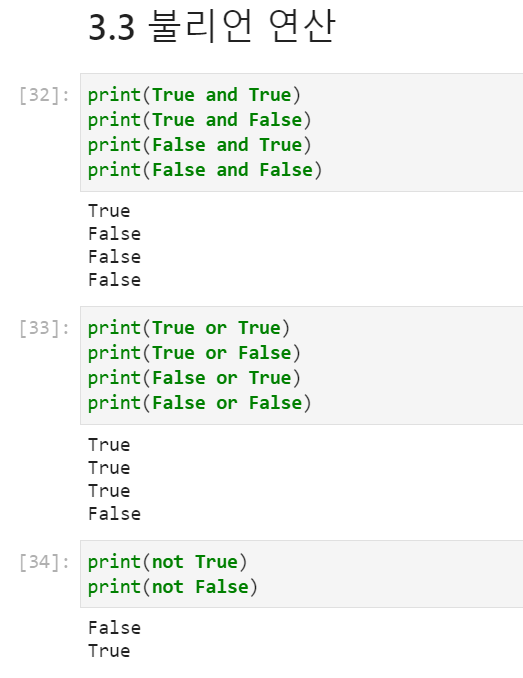 3.3 불리언 연산
[32]:
print(True and True)
print(True and False)
print(False and True)
print(False and False)
True
False
False
False
[33]:
print(True or True)
print(True or False)
print(False or True)
print(False or False)
True
True
True
False
[34]:
print(not True)
print(not False)
False
True